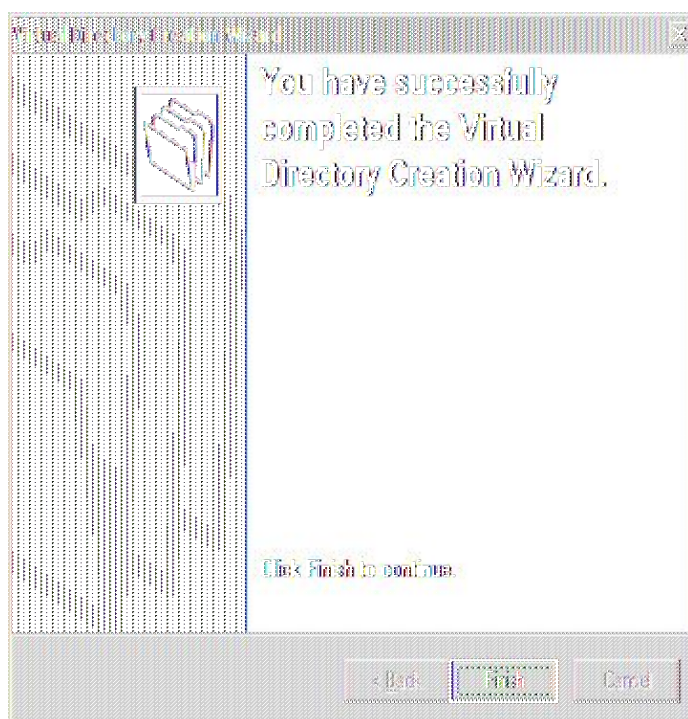 Virtual Directory Creation Wizard
You have successfully
completed the Virtual
Directory Creation Wizard.
Click Finish to continue.
< Back
Finish
Cancel